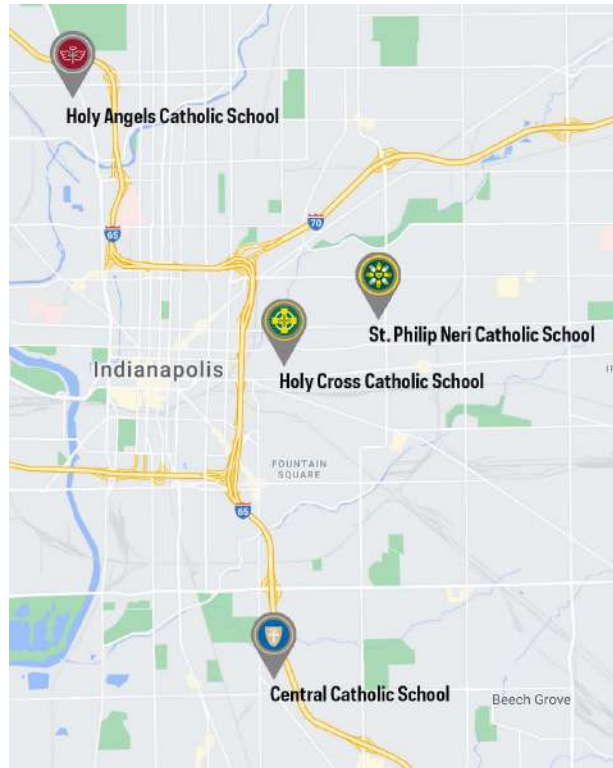 Holy Angels Catholic School
65
70
St. Philip Neri Catholic School
Indianapolis
Holy Cross Catholic School
FOUNTAIN
SQUARE
65
Central Catholic School
Beech Grove